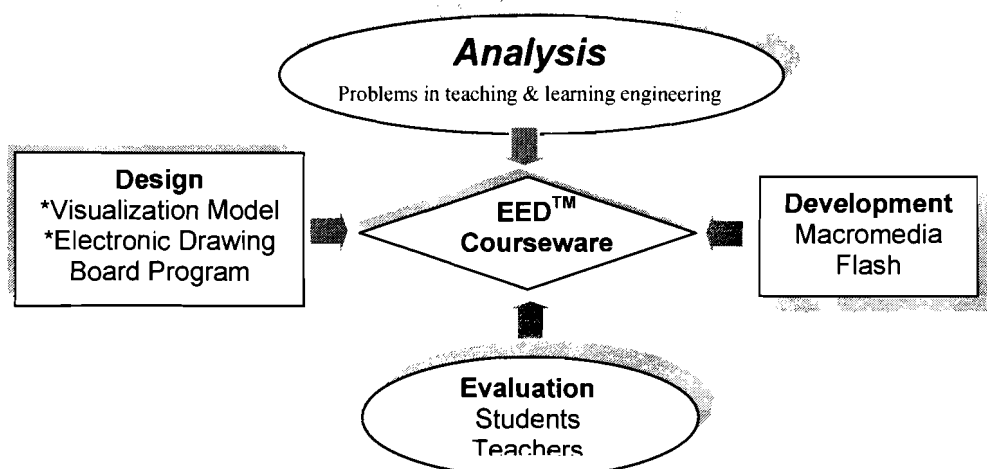 Analysis
Problems in teaching & learning engineering
Design
*Visualization Model
*Electronic Drawing
Board Program
EED™
Courseware
Development
Macromedia
Flash
Evaluation
Students
Teachers